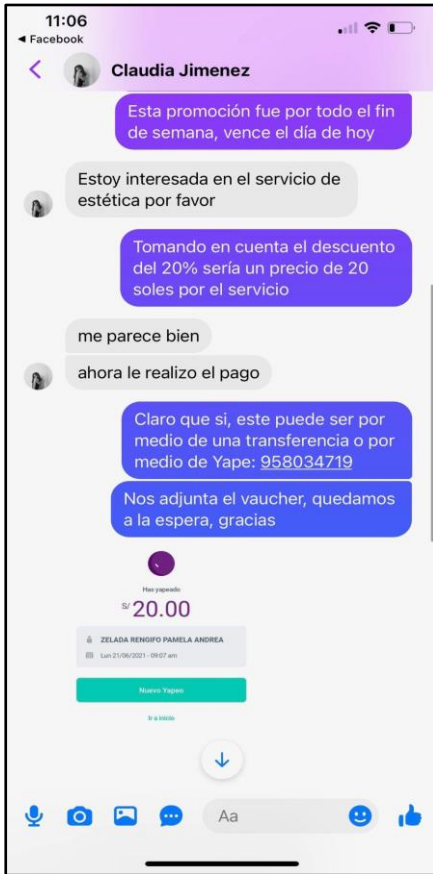 11:06
Facebook
Claudia Jimenez
Esta promoción fue por todo el fin
de semana, vence el día de hoy
Estoy interesada en el servicio de
estética por favor
Tomando en cuenta el descuento
del 20% sería un precio de 20
soles por el servicio
me parece bien
ahora le realizo el pago
Claro que si, este puede ser por
medio de una transferencia o por
medio de Yape: 958034719
Nos adjunta el vaucher, quedamos
a la espera, gracias
Has yapeado
S/ 20.00
ZELADA RENGIFO PAMELA ANDREA
Lun 21/06/2021 - 09:07 am
Nuevo Yapeo
Ir a inicio
Aa